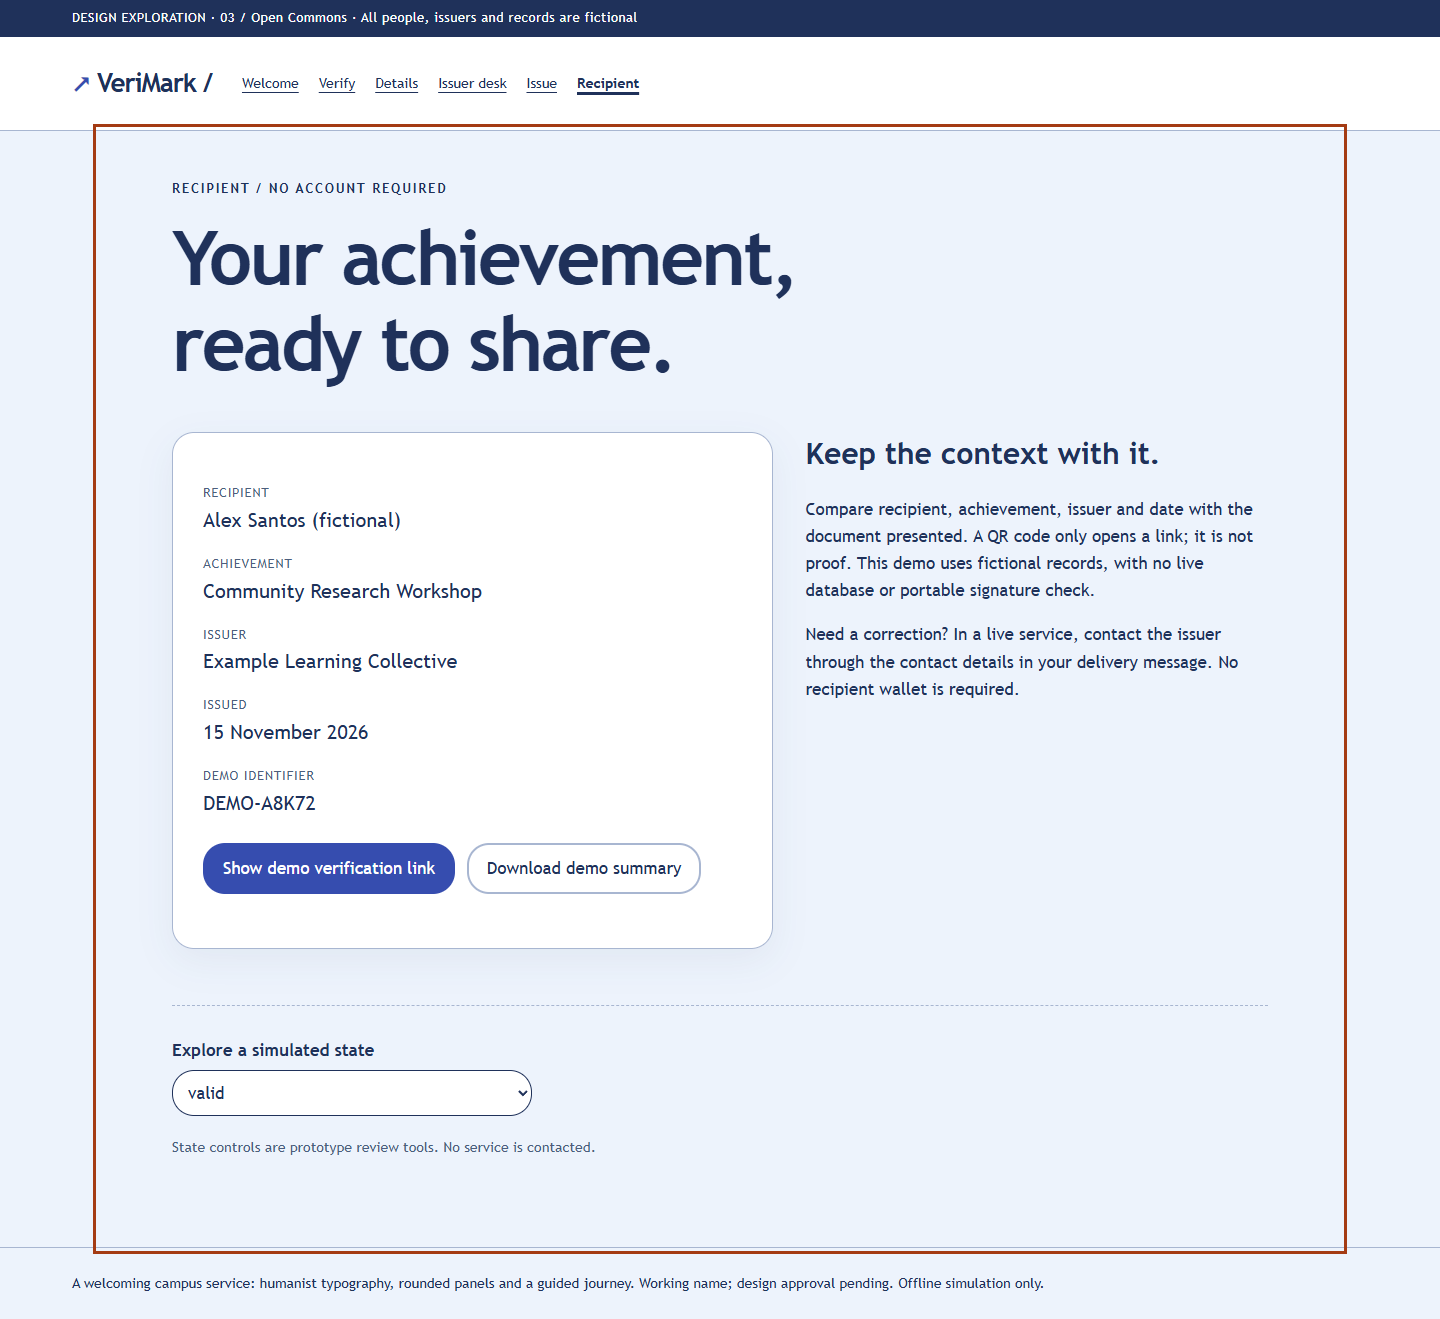 DESIGN EXPLORATION · 03 / Open Commons · All people, issuers and records are fictional
↗ VeriMark /
Welcome Verify Details Issuer desk Issue Recipient
RECIPIENT / NO ACCOUNT REQUIRED
Your achievement,
ready to share.
RECIPIENT
Alex Santos (fictional)
ACHIEVEMENT
Community Research Workshop
ISSUER
Example Learning Collective
ISSUED
15 November 2026
DEMO IDENTIFIER
DEMO-A8K72
Show demo verification link
Download demo summary
Keep the context with it.
Compare recipient, achievement, issuer and date with the
document presented. A QR code only opens a link; it is not
proof. This demo uses fictional records, with no live
database or portable signature check.
Need a correction? In a live service, contact the issuer
through the contact details in your delivery message. No
recipient wallet is required.
Explore a simulated state
valid
State controls are prototype review tools. No service is contacted.
A welcoming campus service: humanist typography, rounded panels and a guided journey. Working name; design approval pending. Offline simulation only.